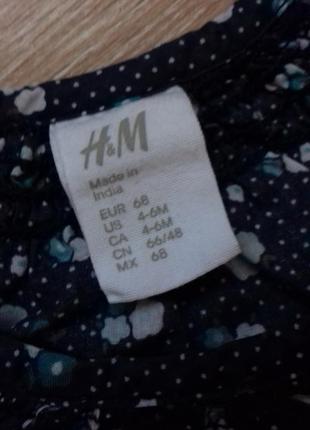 H&M
Made in
India
EUR 68
US 4-6M
CA 4-6M
CN 66/48
MX 68